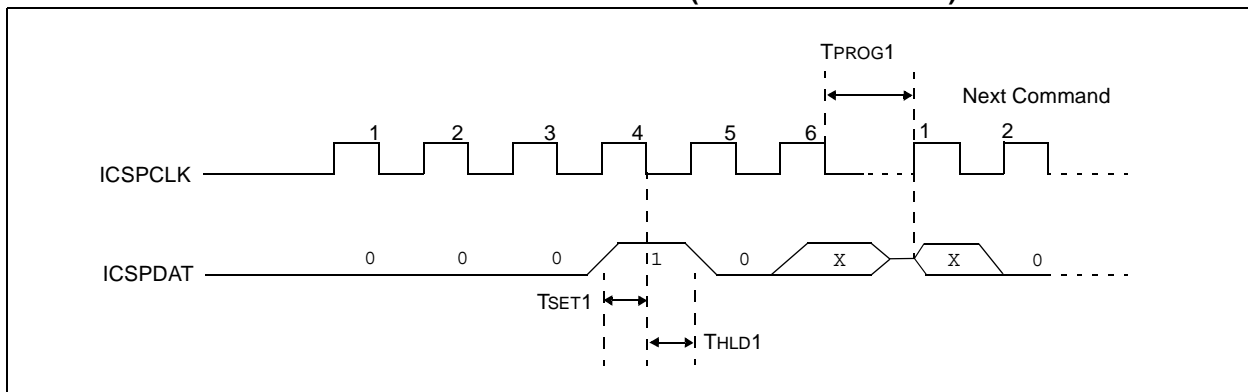 TPROG1
Next Command
1 2 3 4 5 6 1 2
ICSPCLK
0 0 0 1 0 X X 0
ICSPDAT
TSET1
THLD1